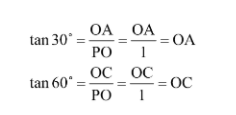 tan 30° = OA/PO = OA/1 = OA
tan 60° = OC/PO = OC/1 = OC